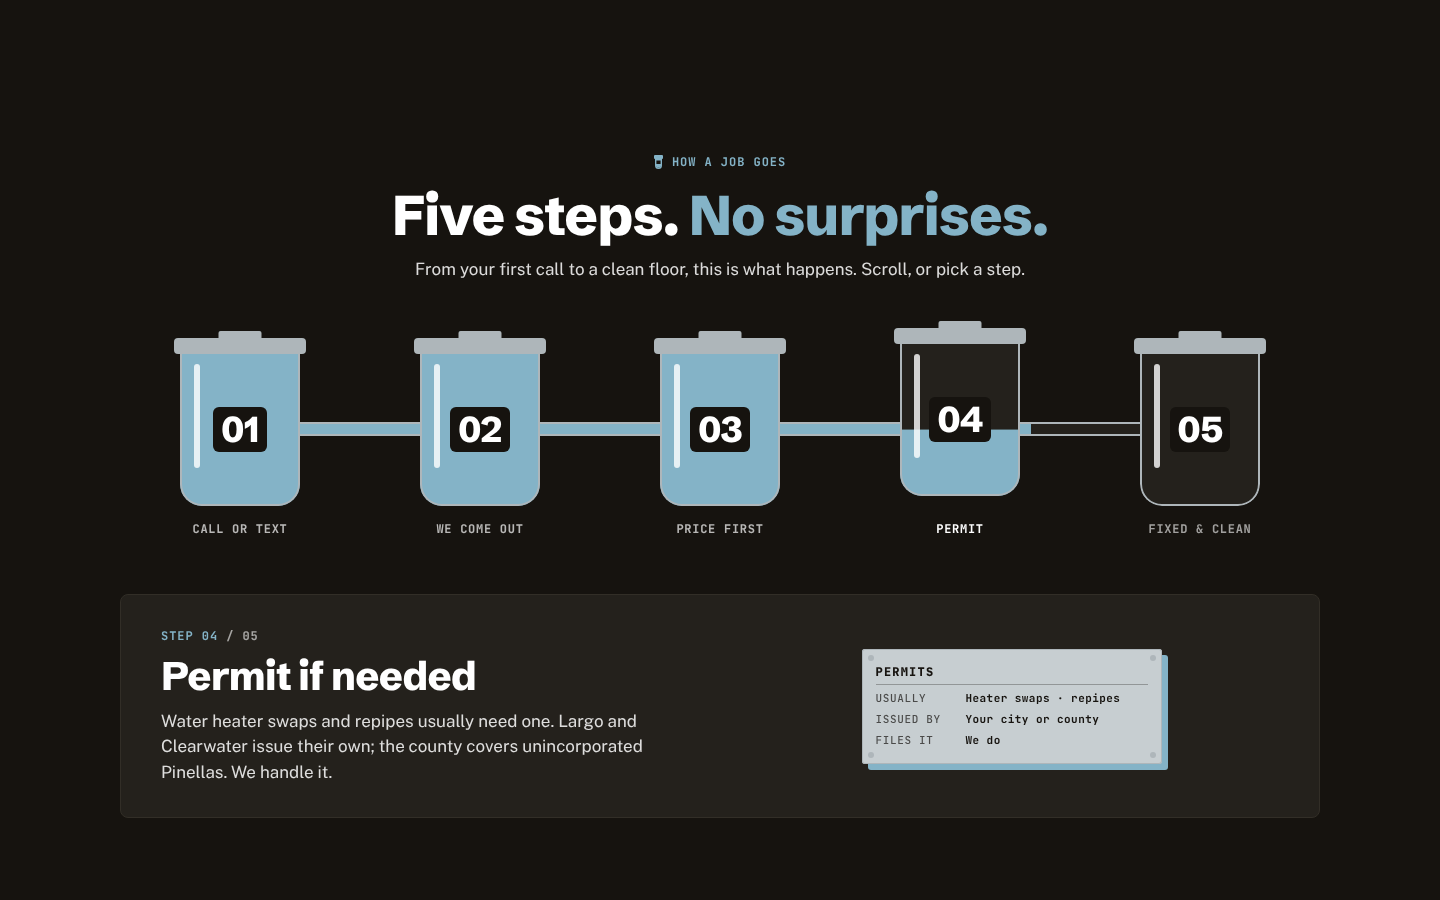 HOW A JOB GOES
Five steps. No surprises.
From your first call to a clean floor, this is what happens. Scroll, or pick a step.
01
02
03
04
05
CALL OR TEXT
WE COME OUT
PRICE FIRST
PERMIT
FIXED & CLEAN
STEP 04 / 05
Permit if needed
Water heater swaps and repipes usually need one. Largo and
Clearwater issue their own; the county covers unincorporated
Pinellas. We handle it.
PERMITS
USUALLY Heater swaps · repipes
ISSUED BY Your city or county
FILES IT We do